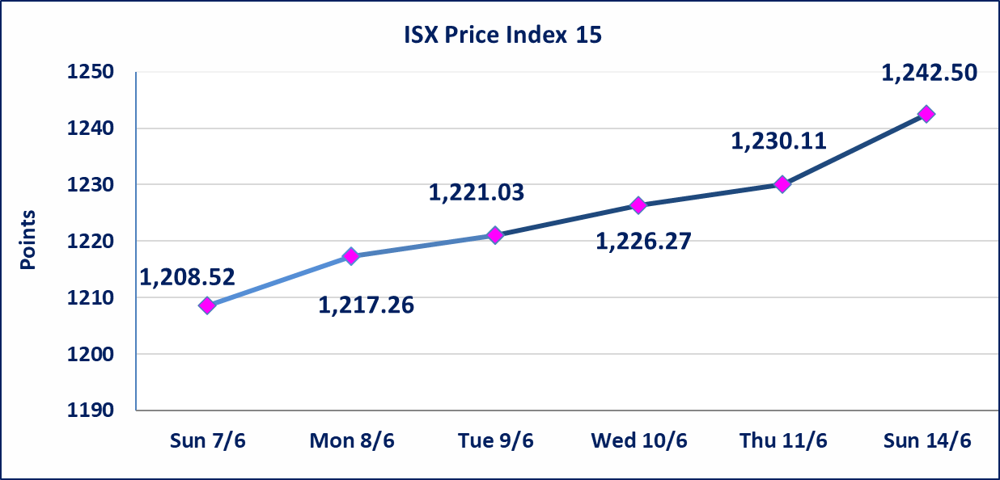 ISX Price Index 15
1250
1240
1230
1220
1210
1200
1190
Points
1,208.52
1,217.26
1,221.03
1,226.27
1,230.11
1,242.50
Sun 7/6
Mon 8/6
Tue 9/6
Wed 10/6
Thu 11/6
Sun 14/6